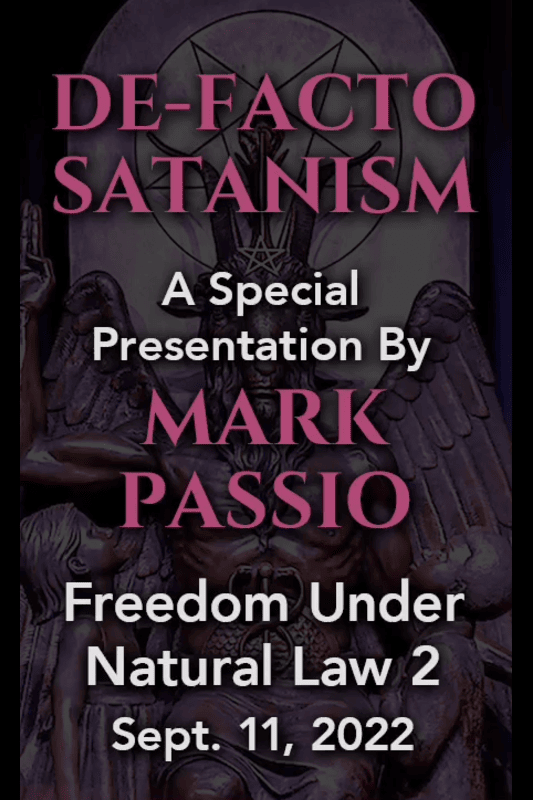 DE-FACTO
SATANISM
A Special
Presentation By
MARK
PASSIO
Freedom Under
Natural Law 2
Sept. 11, 2022